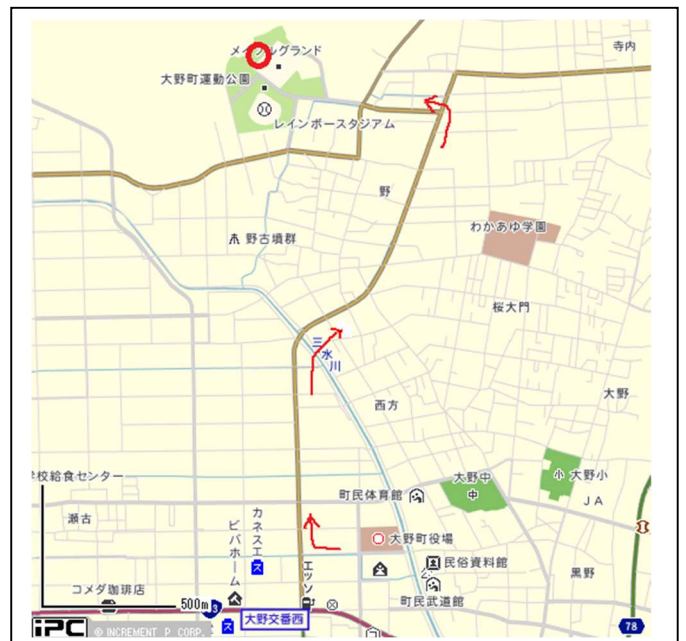 メイプルグランド
寺内
大野町運動公園
レインボースタジアム
野
わかあゆ学園
野古墳群
桜大門
三水川
西方
大野
学校給食センター
大野中
中
小 大野小
町民体育館
JA
瀬古
カネスエ
ビバホーム
エッソ
大野町役場
民俗資料館
黒野
コメダ珈琲店
500m
町民武道館
大野交番西
78
iPC © INCREMENT P CORP.